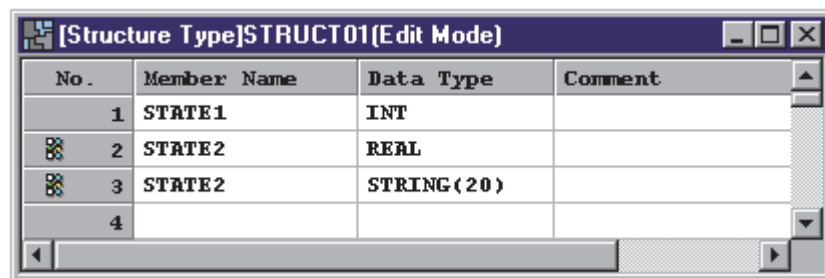 [Structure Type]STRUCT01(Edit Mode)
No. Member Name Data Type Comment
1 STATE1 INT
2 STATE2 REAL
3 STATE2 STRING(20)
4